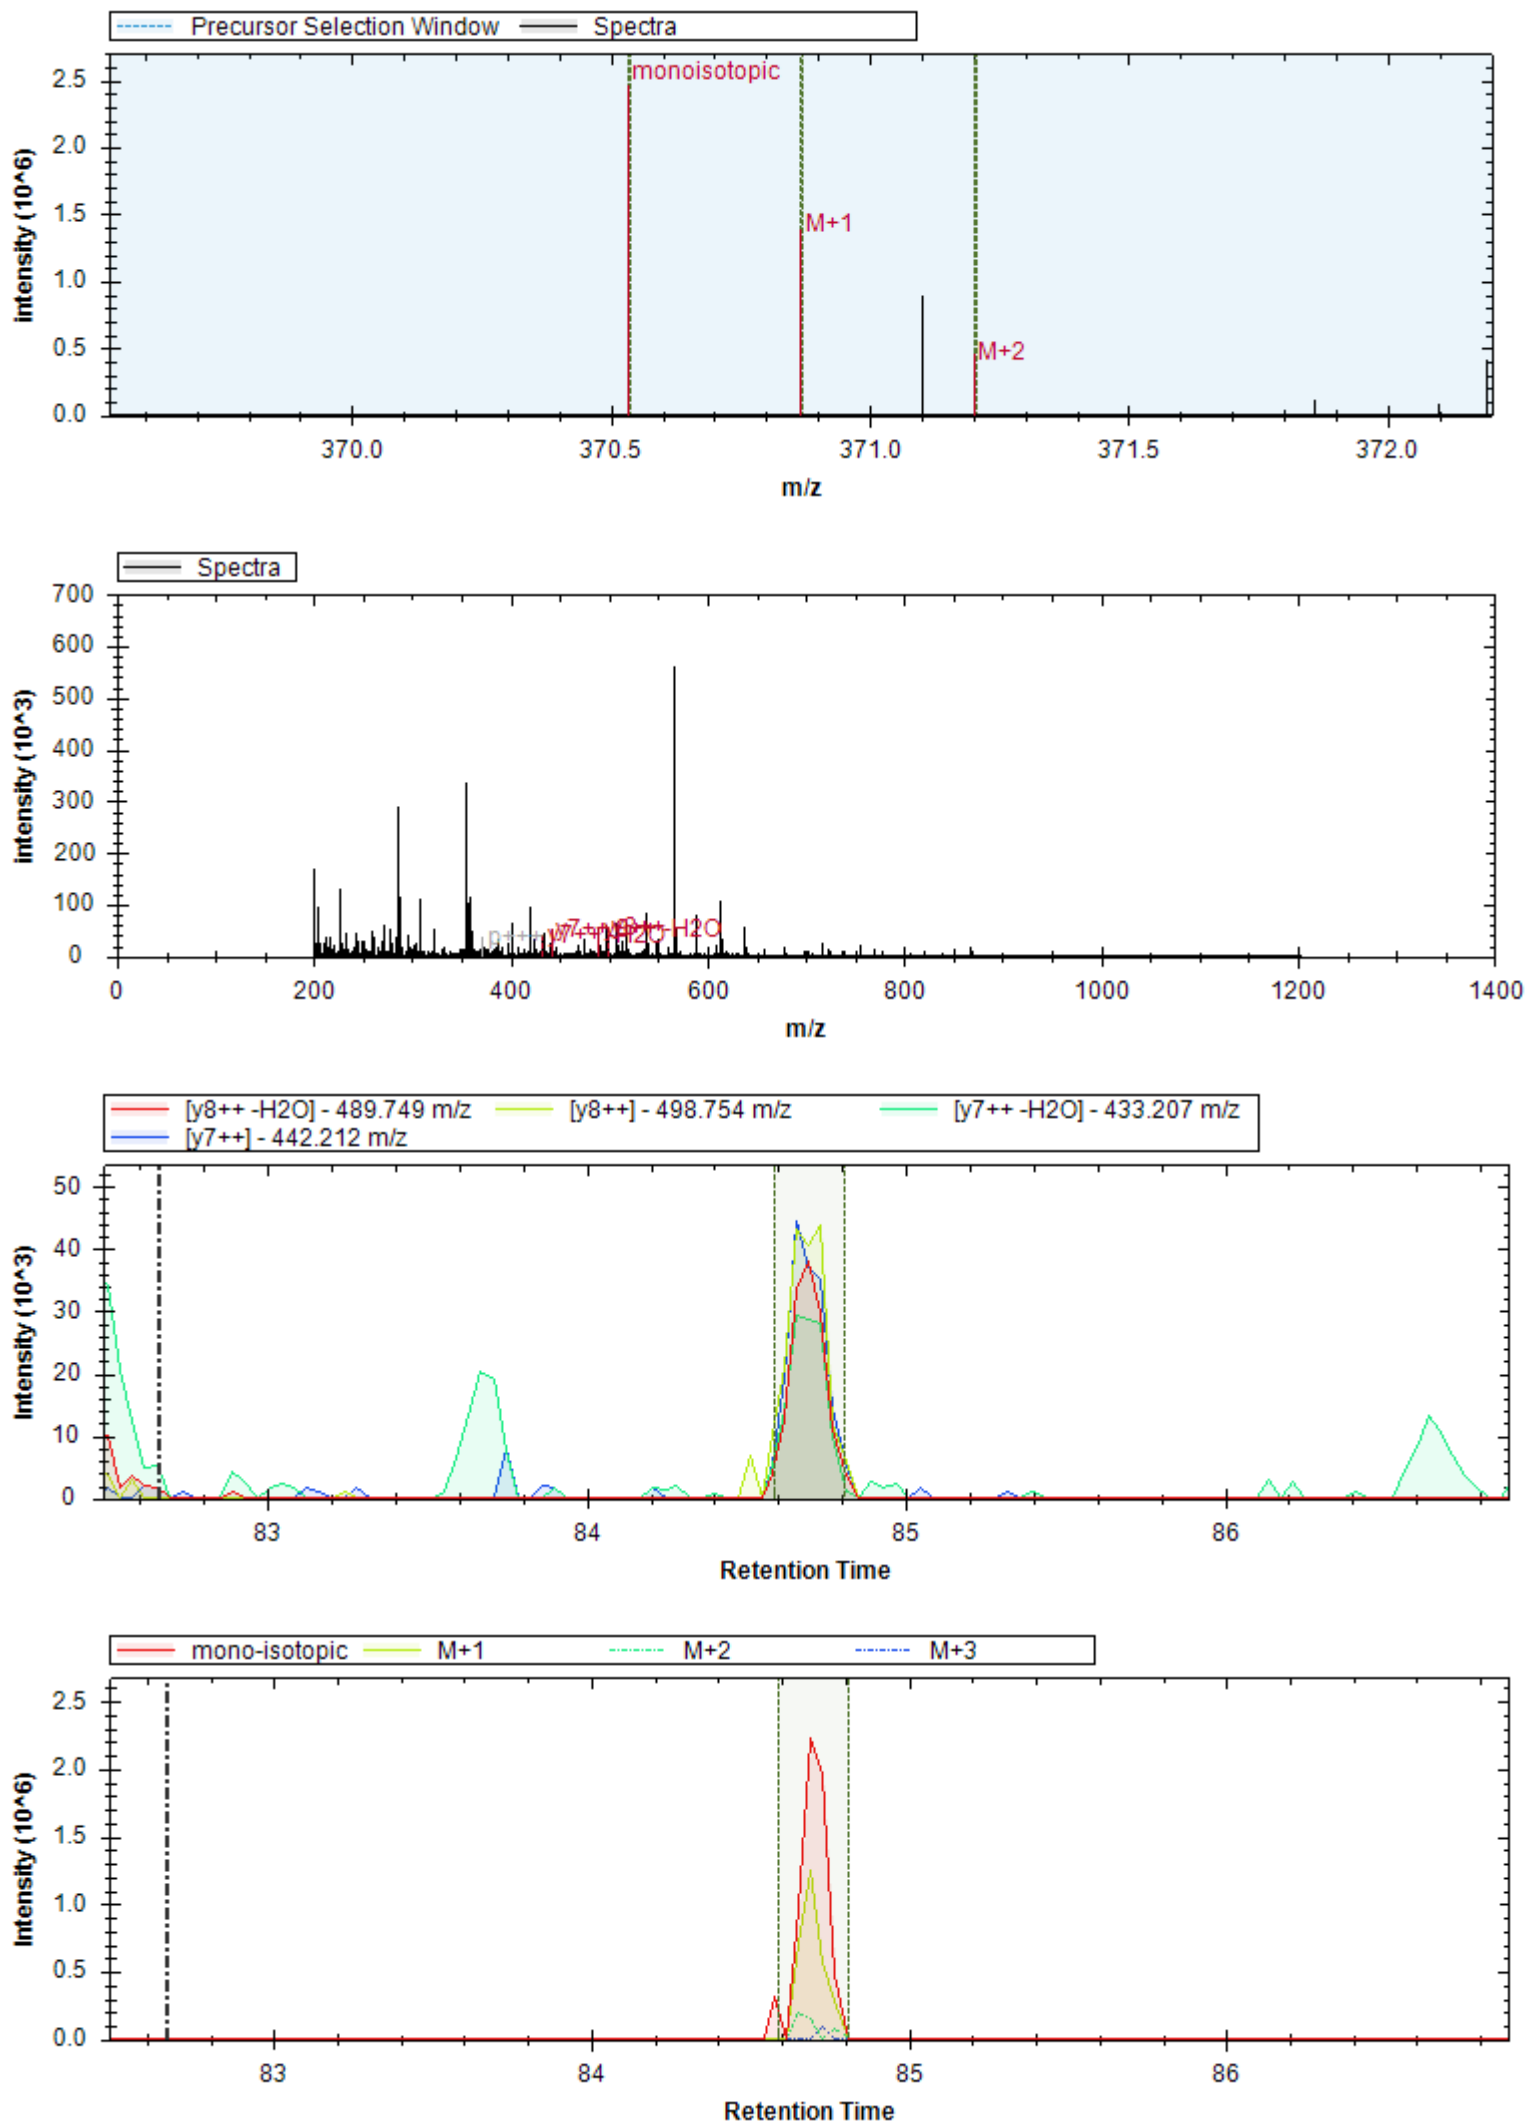 Precursor Selection Window Spectra
monoisotopic
M+1
M+2
2.5
2.0
1.5
1.0
0.5
0.0
intensity (10^6)
370.0 370.5 371.0 371.5 372.0
m/z
Spectra
700
600
500
400
300
200
100
0
intensity (10^3)
p+++
0 200 400 600 800 1000 1200 1400
m/z
[y8++ -H2O] - 489.749 m/z [y8++] - 498.754 m/z [y7++ -H2O] - 433.207 m/z
[y7++] - 442.212 m/z
50
40
30
20
10
0
Intensity (10^3)
83 84 85 86
Retention Time
mono-isotopic M+1 M+2 M+3
2.5
2.0
1.5
1.0
0.5
0.0
Intensity (10^6)
83 84 85 86
Retention Time